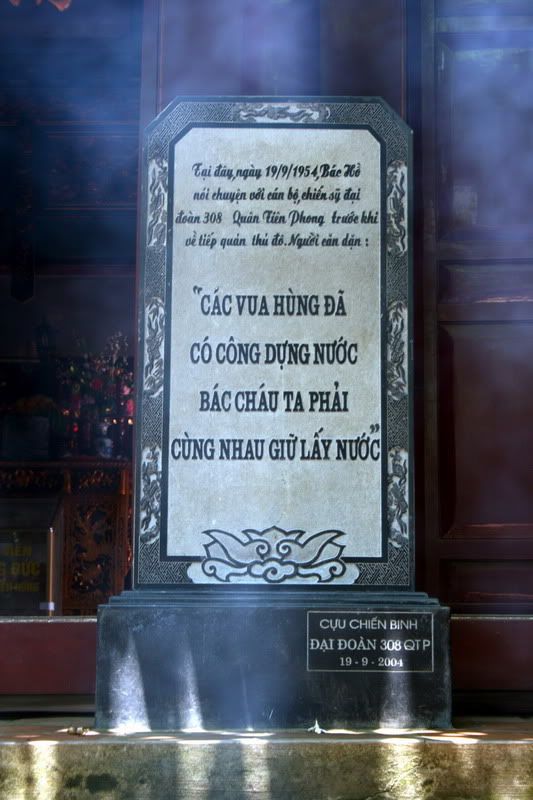 Tại đây, ngày 19/9/1954, Bác Hồ
nói chuyện với cán bộ, chiến sỹ đại
đoàn 308 Quân Tiên Phong trước khi
về tiếp quản thủ đô. Người căn dặn :
"CÁC VUA HÙNG ĐÃ
CÓ CÔNG DỰNG NƯỚC
BÁC CHÁU TA PHẢI
CÙNG NHAU GIỮ LẤY NƯỚC"
CỰU CHIẾN BINH
ĐẠI ĐOÀN 308 QTP
19 - 9 - 2004